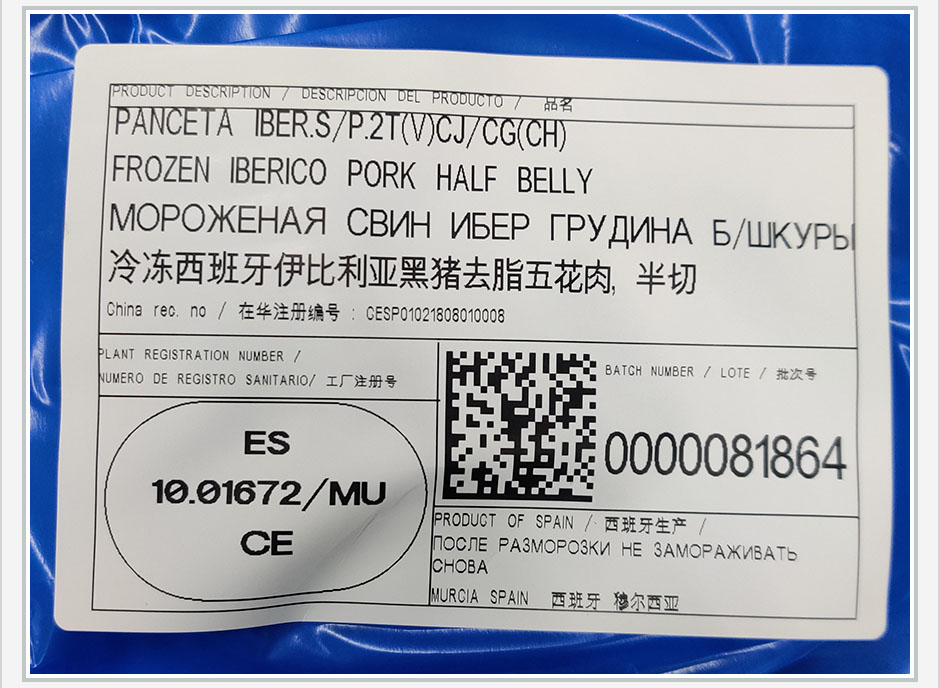 PRODUCT DESCRIPTION / DESCRIPCION DEL PRODUCTO / 品名
PANCETA IBER.S/P.2T(V)CJ/CG(CH)
FROZEN IBERICO PORK HALF BELLY
МОРОЖЕНАЯ СВИН ИБЕР ГРУДИНА Б/ШКУРЫ
冷冻西班牙伊比利亚黑猪去脂五花肉, 半切
China rec. no / 在华注册编号 : CESP01021808010008
PLANT REGISTRATION NUMBER /
NUMERO DE REGISTRO SANITARIO/ 工厂注册号
ES
10.01672/MU
CE
BATCH NUMBER / LOTE / 批次号
0000081864
PRODUCT OF SPAIN / 西班牙生产 /
ПОСЛЕ РАЗМОРОЗКИ НЕ ЗАМОРАЖИВАТЬ
СНОВА
MURCIA SPAIN 西班牙 穆尔西亚